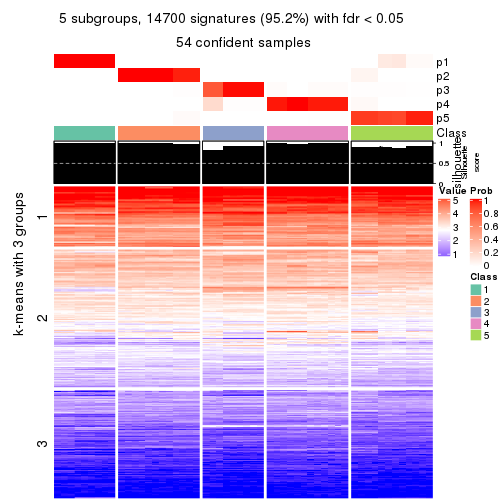 5 subgroups, 14700 signatures (95.2%) with fdr < 0.05
54 confident samples
p1
p2
p3
p4
p5
Class
1
0.5
0
silhouette
Silhouette
score
k-means with 3 groups
1
2
3
Value
5
4
3
2
1
Prob
1
0.8
0.6
0.4
0.2
0
Class
1
2
3
4
5